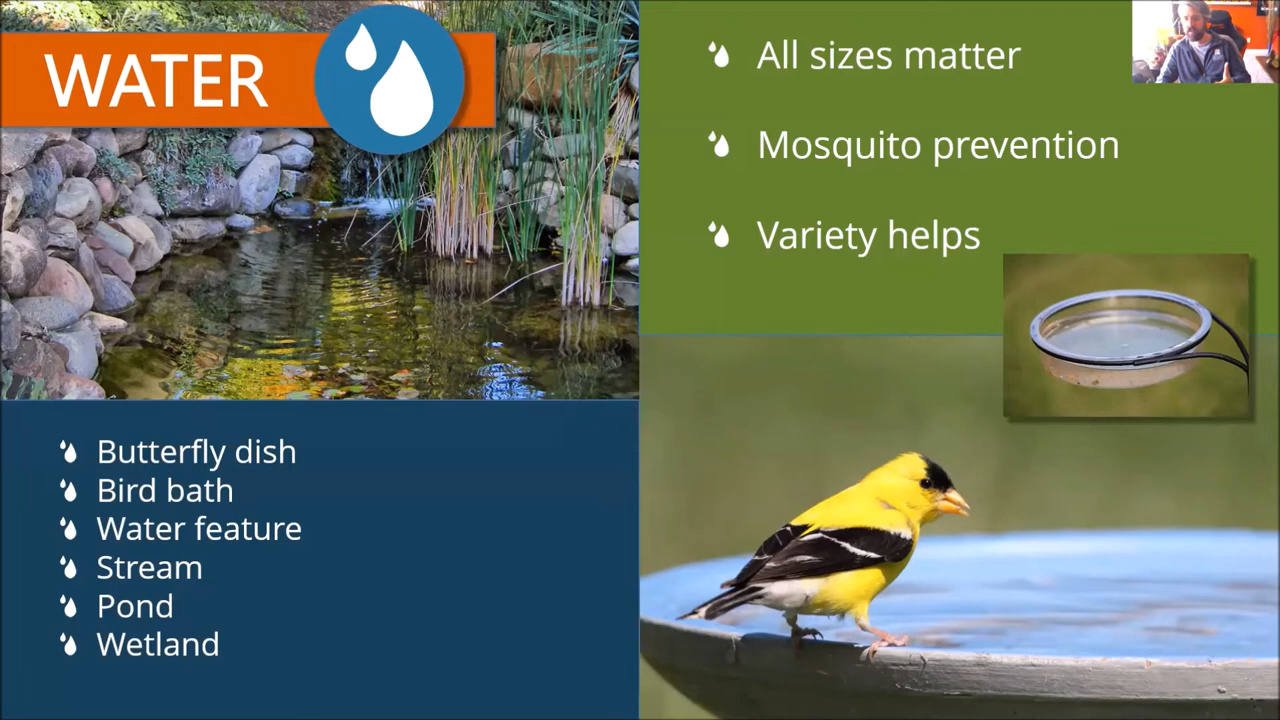 WATER
All sizes matter
Mosquito prevention
Variety helps
Butterfly dish
Bird bath
Water feature
Stream
Pond
Wetland